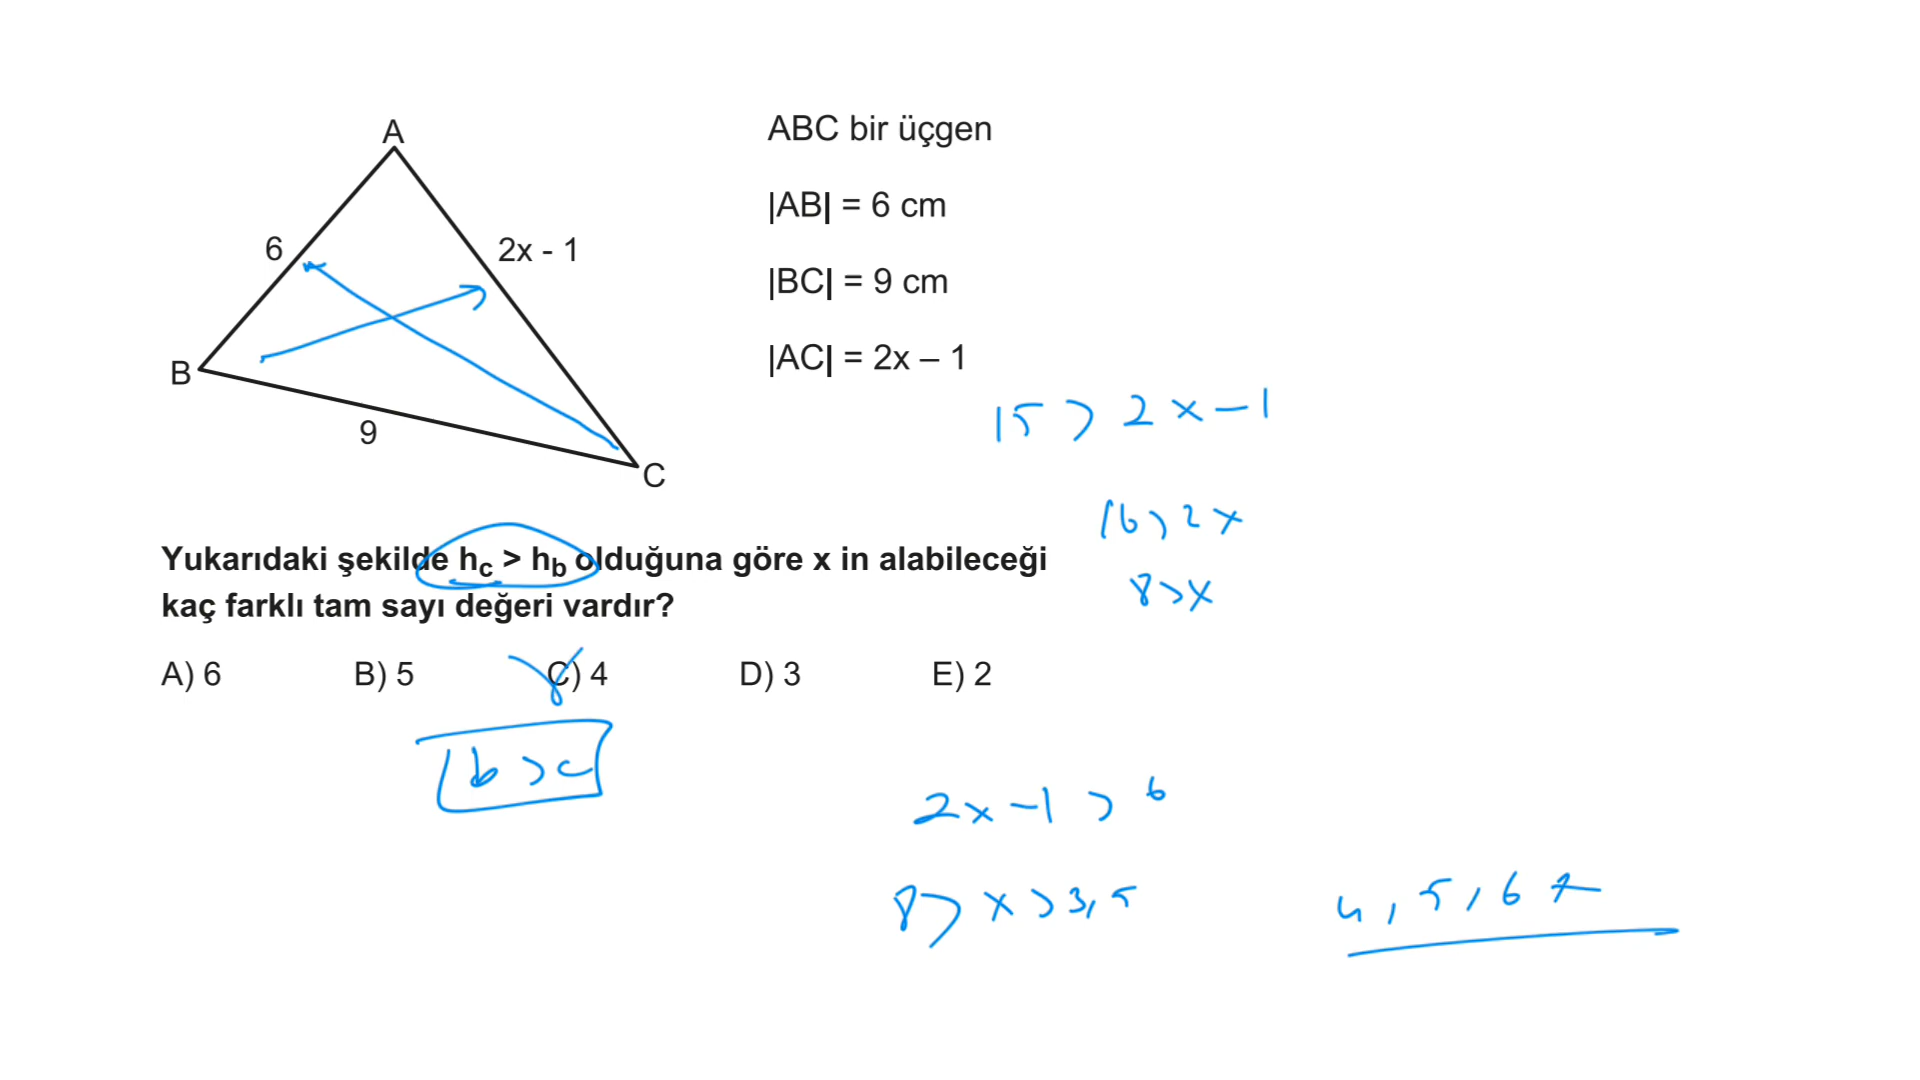 A
6
2x - 1
B
9
C
ABC bir üçgen
|AB| = 6 cm
|BC| = 9 cm
|AC| = 2x – 1
15 > 2x-1
16 > 2x
8 > x
Yukarıdaki şekilde hc > hb olduğuna göre x in alabileceği
kaç farklı tam sayı değeri vardır?
A) 6 B) 5 C) 4 D) 3 E) 2
b > c
2x-1 > 6
8 > x > 3,5
4, 5, 6 7